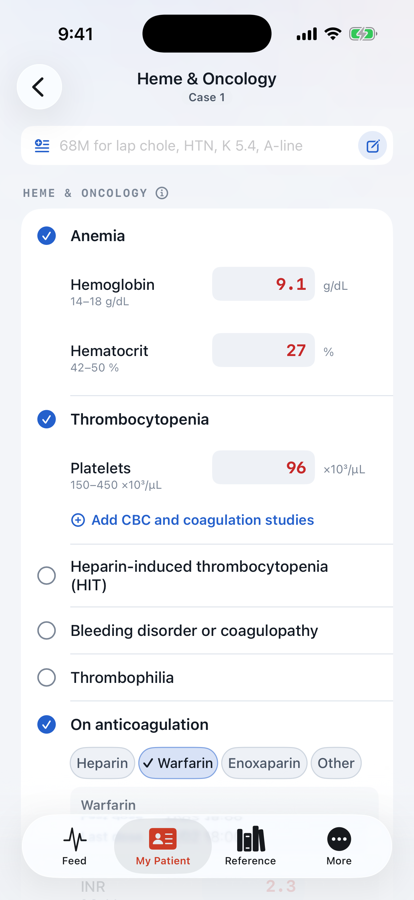 9:41
Heme & Oncology
Case 1
68M for lap chole, HTN, K 5.4, A-line
HEME & ONCOLOGY
Anemia
Hemoglobin 9.1 g/dL
14–18 g/dL
Hematocrit 27 %
42–50 %
Thrombocytopenia
Platelets 96 ×10³/µL
150–450 ×10³/µL
Add CBC and coagulation studies
Heparin-induced thrombocytopenia
(HIT)
Bleeding disorder or coagulopathy
Thrombophilia
On anticoagulation
Heparin Warfarin Enoxaparin Other
Warfarin
Feed My Patient Reference More
INR 2.3